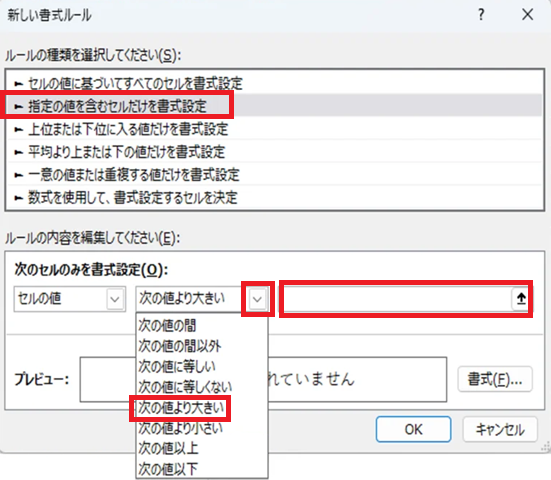 新しい書式ルール ?
ルールの種類を選択してください(S):
► セルの値に基づいてすべてのセルを書式設定
► 指定の値を含むセルだけを書式設定
► 上位または下位に入る値だけを書式設定
► 平均より上または下の値だけを書式設定
► 一意の値または重複する値だけを書式設定
► 数式を使用して、書式設定するセルを決定
ルールの内容を編集してください(E):
次のセルのみを書式設定(O):
セルの値 次の値より大きい
次の値の間
次の値の間以外
次の値に等しい
プレビュー: れていません 書式(F)...
次の値に等しくない
次の値より大きい
次の値より小さい
次の値以上
次の値以下
OK キャンセル